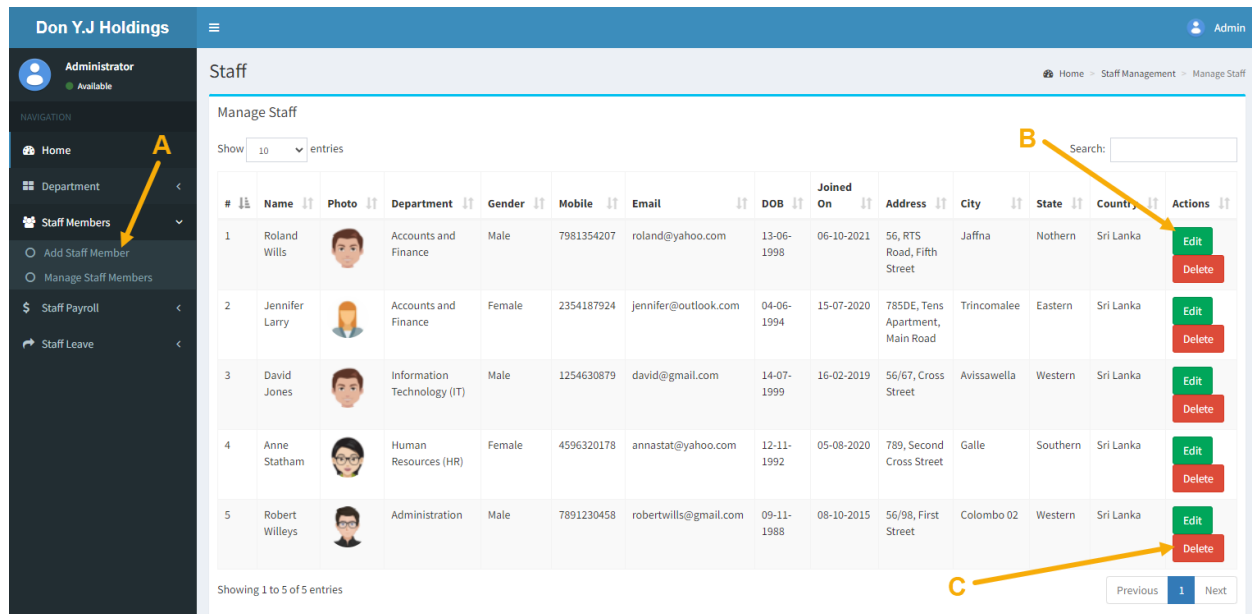 Don Y.J Holdings
Admin
Administrator
Available
Staff
Home > Staff Management > Manage Staff
NAVIGATION
Manage Staff
A
B
Home
Show 10 entries
Search:
Department
Staff Members
Add Staff Member
Manage Staff Members
Staff Payroll
Staff Leave
# Name Photo Department Gender Mobile Email DOB Joined On Address City State Country Actions
1 Roland Wills Accounts and Finance Male 7981354207 roland@yahoo.com 13-06-1998 06-10-2021 56, RTS Road, Fifth Street Jaffna Nothern Sri Lanka Edit Delete
2 Jennifer Larry Accounts and Finance Female 2354187924 jennifer@outlook.com 04-06-1994 15-07-2020 785DE, Tens Apartment, Main Road Trincomalee Eastern Sri Lanka Edit Delete
3 David Jones Information Technology (IT) Male 1254630879 david@gmail.com 14-07-1999 16-02-2019 56/67, Cross Street Avissawella Western Sri Lanka Edit Delete
4 Anne Statham Human Resources (HR) Female 4596320178 annastat@yahoo.com 12-11-1992 05-08-2020 789, Second Cross Street Galle Southern Sri Lanka Edit Delete
5 Robert Willeys Administration Male 7891230458 robertwills@gmail.com 09-11-1988 08-10-2015 56/98, First Street Colombo 02 Western Sri Lanka Edit Delete
C
Showing 1 to 5 of 5 entries
Previous 1 Next